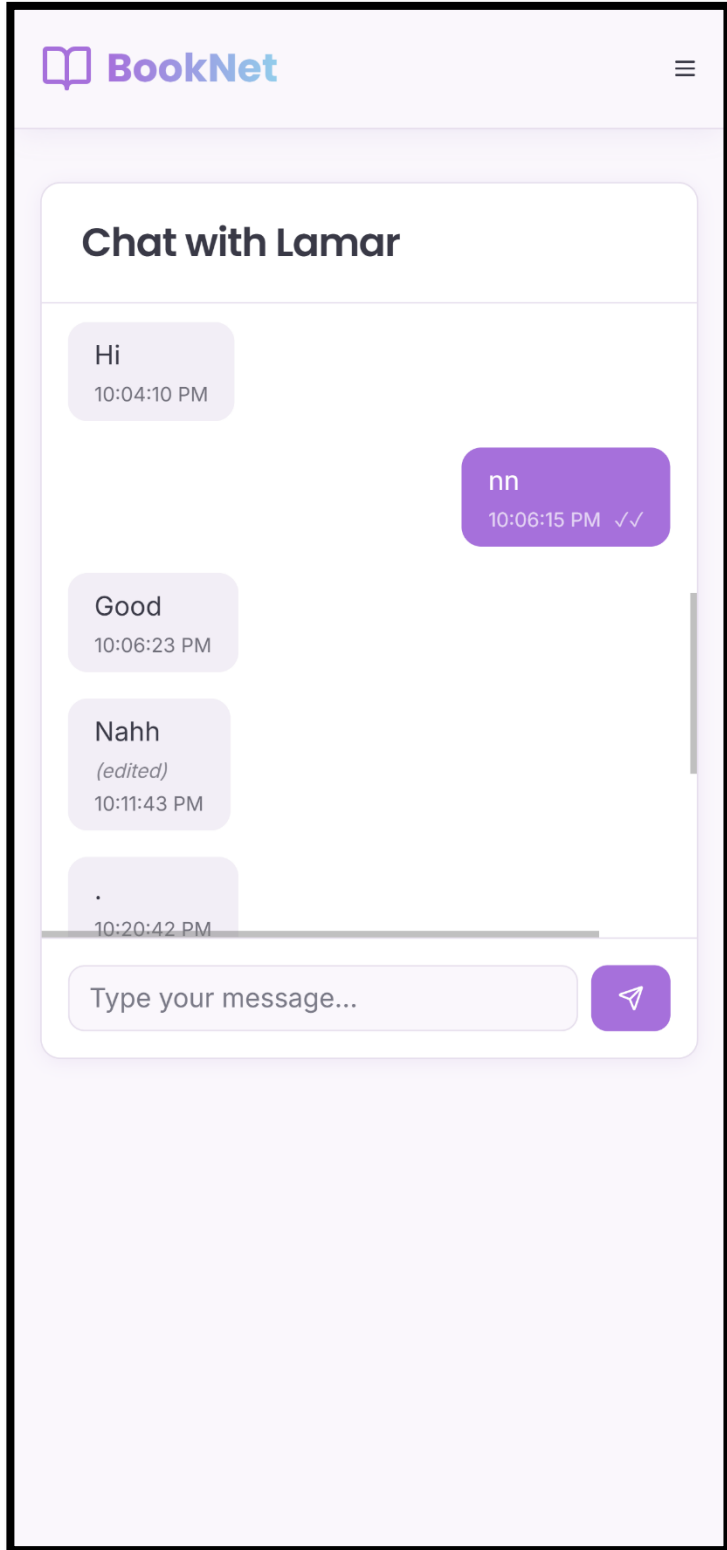 BookNet
Chat with Lamar
Hi
10:04:10 PM
nn
10:06:15 PM ✓✓
Good
10:06:23 PM
Nahh
(edited)
10:11:43 PM
.
10:20:42 PM
Type your message...